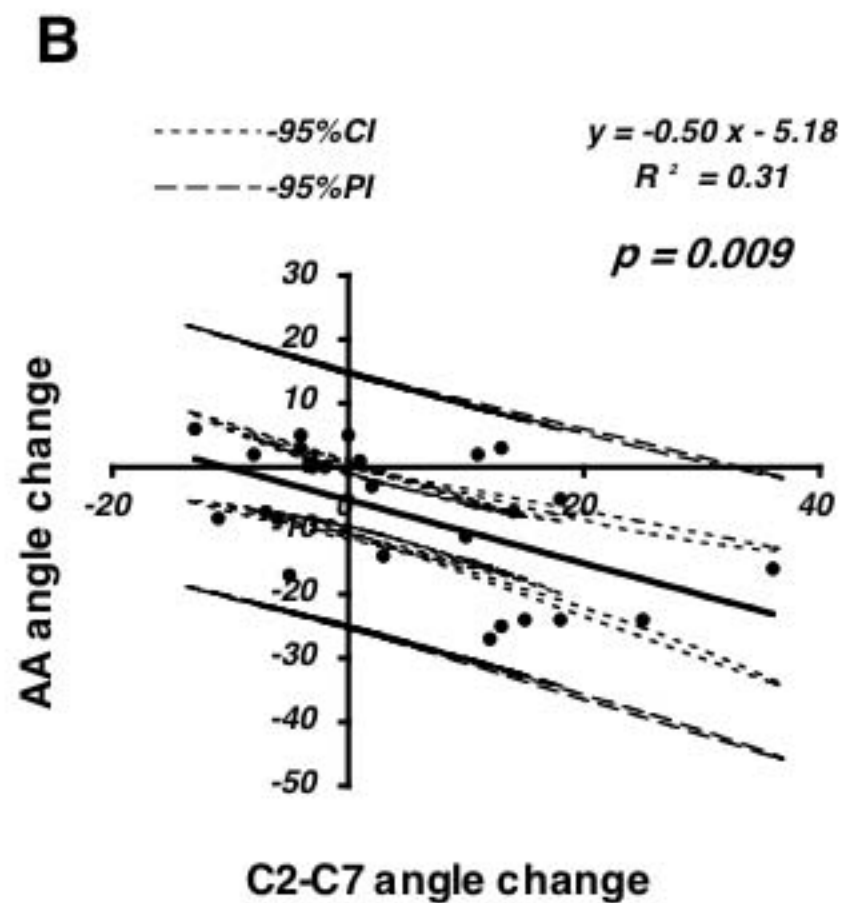 B
-95%CI
-95%PI
y = -0.50 x - 5.18
R ² = 0.31
p = 0.009
30
20
10
-20 0 20 40
-10
-20
-30
-40
-50
AA angle change
C2-C7 angle change